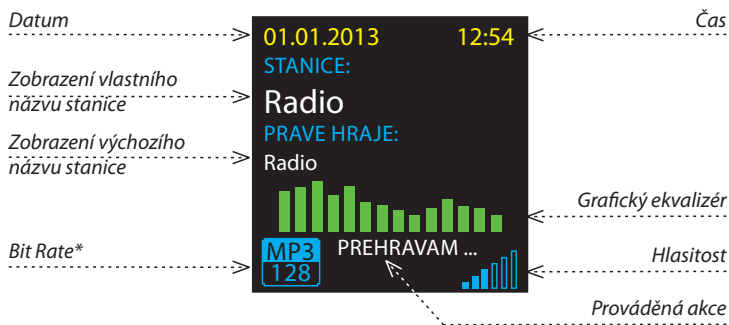 Datum
Čas
01.01.2013 12:54
STANICE:
Zobrazení vlastního
názvu stanice
Radio
PRAVE HRAJE:
Zobrazení výchozího
názvu stanice
Radio
Grafický ekvalizér
Bit Rate*
MP3
128
PREHRAVAM ...
Hlasitost
Prováděná akce